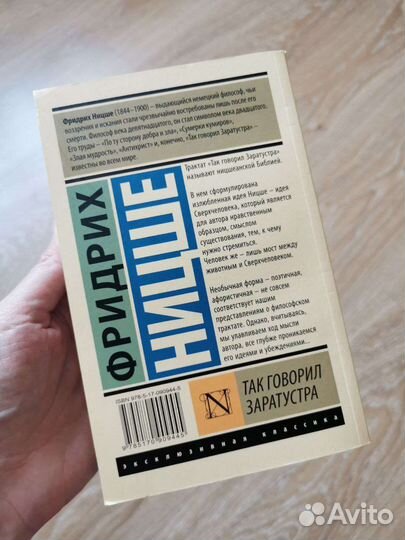 Фридрих Ницше (1844–1900) – выдающийся немецкий философ, чьи
воззрения и искания стали чрезвычайно востребованы лишь после его
смерти. Философ века девятнадцатого, он стал символом века двадцатого.
Его труды – «По ту сторону добра и зла», «Сумерки кумиров»,
«Злая мудрость», «Антихрист» и, конечно, «Так говорил Заратустра» –
известны во всем мире.
ФРИДРИХ
НИЦШЕ
Трактат «Так говорил Заратустра»
называют ницшеанской Библией.
В нем сформулирована
излюбленная идея Ницше – идея
Сверхчеловека, который является
для автора нравственным
образцом, смыслом
существования, тем, к чему
нужно стремиться.
Человек же – лишь мост между
животным и Сверхчеловеком.
Необычная форма – поэтичная,
афористичная – не совсем
соответствует нашим
представлениям о философском
трактате. Однако, вчитываясь,
мы улавливаем ход мысли
автора, все глубже проникаемся
его идеями и убеждениями...
ISBN 978-5-17-090944-5
9 785170 909445
N
ТАК ГОВОРИЛ
ЗАРАТУСТРА
ЭКСКЛЮЗИВНАЯ КЛАССИКА
Avito